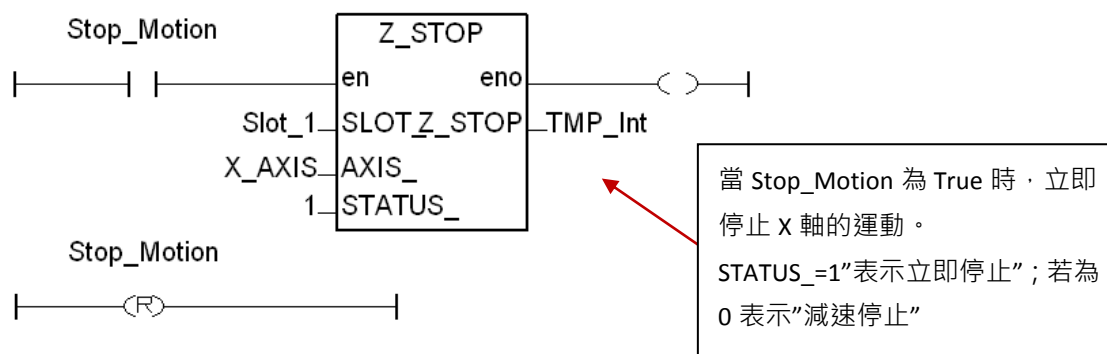 Stop_Motion
Z_STOP
en eno
Slot_1 SLOT_Z_STOP TMP_Int
X_AXIS AXIS_
1 STATUS_
當 Stop_Motion 為 True 時，立即
停止 X 軸的運動。
STATUS_=1”表示立即停止”；若為
0 表示”減速停止”
Stop_Motion
R